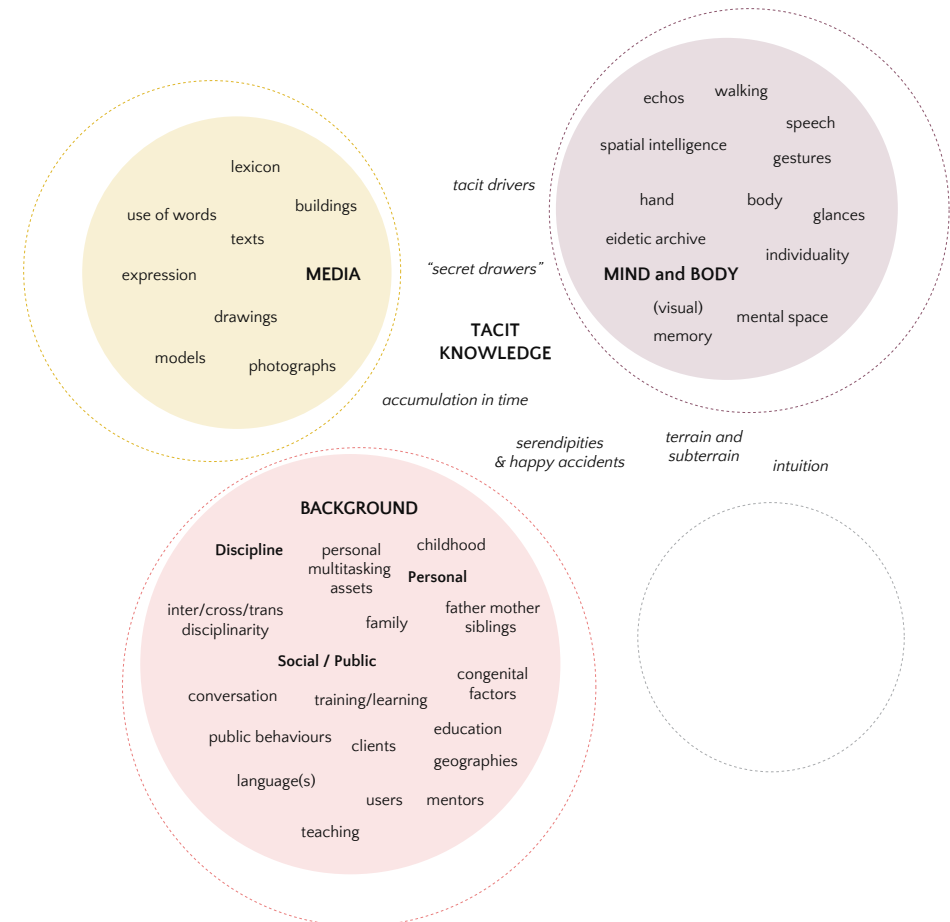 lexicon
buildings
use of words
texts
expression
MEDIA
drawings
models
photographs
echos
walking
speech
spatial intelligence
gestures
hand
body
glances
eidetic archive
individuality
MIND and BODY
(visual)
memory
mental space
tacit drivers
“secret drawers”
TACIT
KNOWLEDGE
accumulation in time
serendipities
& happy accidents
terrain and
subterrain
intuition
BACKGROUND
Discipline
personal
multitasking
assets
childhood
Personal
inter/cross/trans
disciplinarity
family
father mother
siblings
Social / Public
congenital
factors
conversation
training/learning
education
public behaviours
clients
geographies
language(s)
users
mentors
teaching